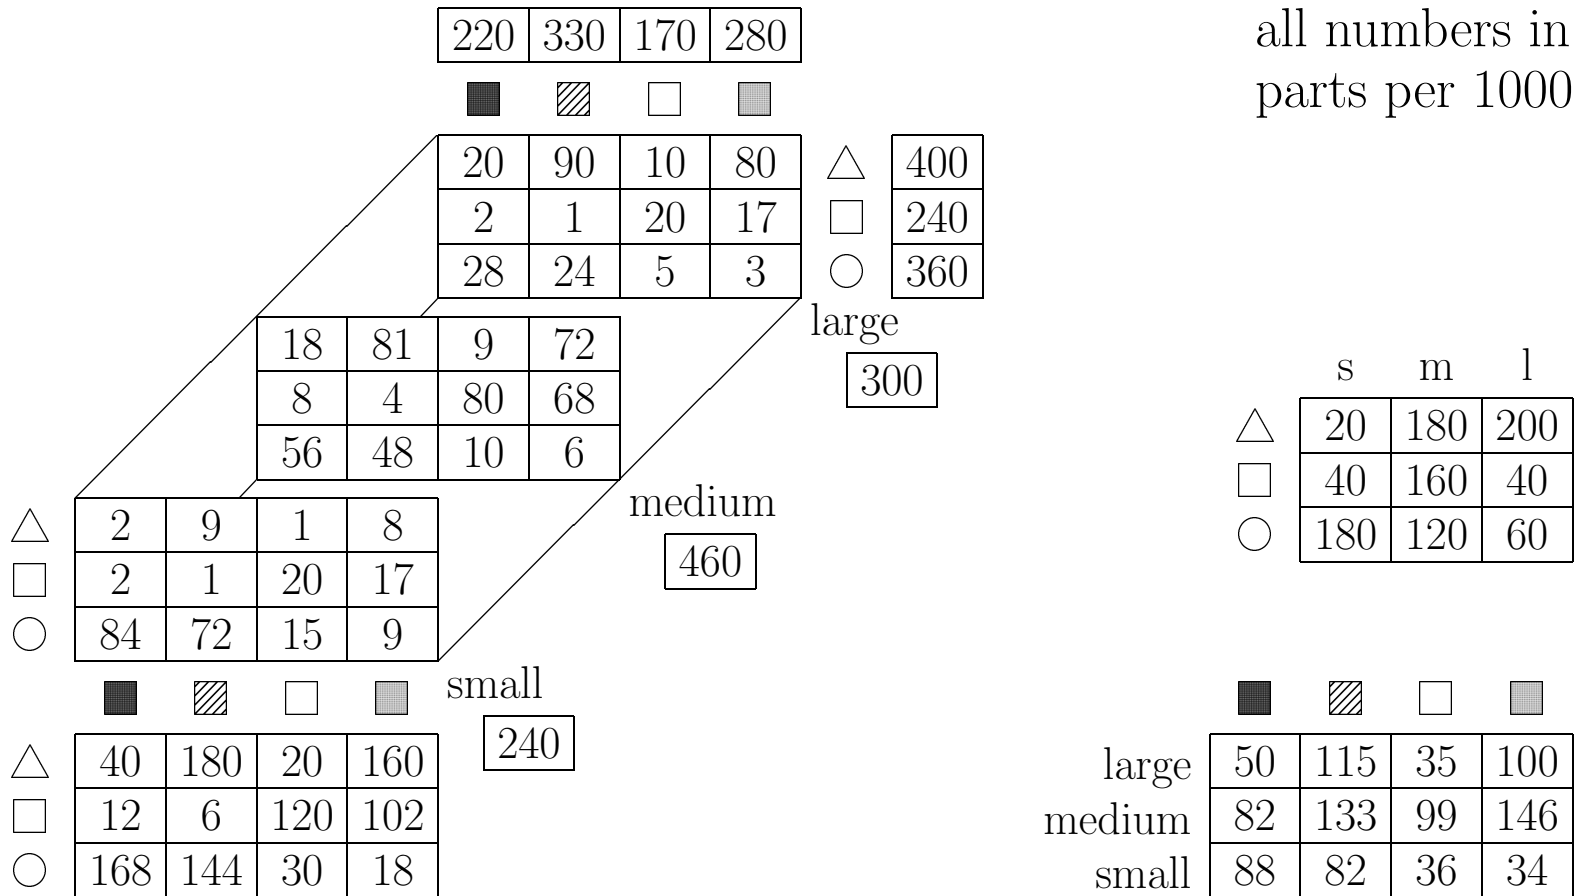 220 330 170 280
all numbers in
parts per 1000
20 90 10 80
400
2 1 20 17
240
28 24 5 3
360
large
300
18 81 9 72
8 4 80 68
56 48 10 6
medium
460
s m l
20 180 200
40 160 40
180 120 60
2 9 1 8
2 1 20 17
84 72 15 9
small
240
40 180 20 160
12 6 120 102
168 144 30 18
large 50 115 35 100
medium 82 133 99 146
small 88 82 36 34